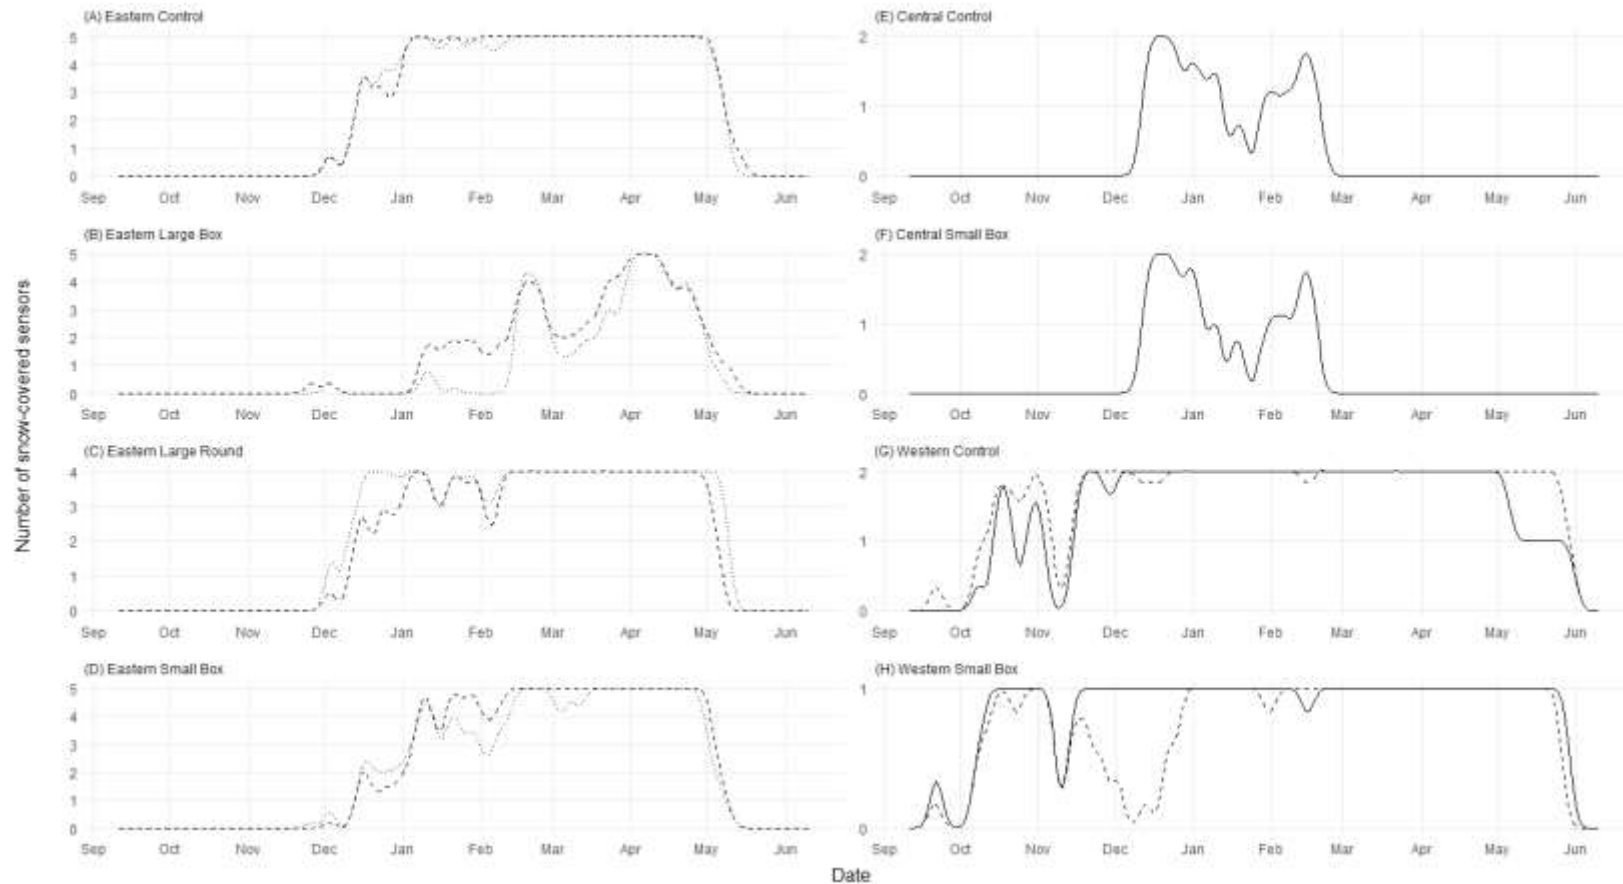 (A) Eastern Control
5
4
3
2
1
0
Sep Oct Nov Dec Jan Feb Mar Apr May Jun
(B) Eastern Large Box
5
4
3
2
1
0
Sep Oct Nov Dec Jan Feb Mar Apr May Jun
(C) Eastern Large Round
4
3
2
1
0
Sep Oct Nov Dec Jan Feb Mar Apr May Jun
(D) Eastern Small Box
5
4
3
2
1
0
Sep Oct Nov Dec Jan Feb Mar Apr May Jun
(E) Central Control
2
1
0
Sep Oct Nov Dec Jan Feb Mar Apr May Jun
(F) Central Small Box
2
1
0
Sep Oct Nov Dec Jan Feb Mar Apr May Jun
(G) Western Control
2
1
0
Sep Oct Nov Dec Jan Feb Mar Apr May Jun
(H) Western Small Box
1
0
Sep Oct Nov Dec Jan Feb Mar Apr May Jun
Number of snow-covered sensors
Date